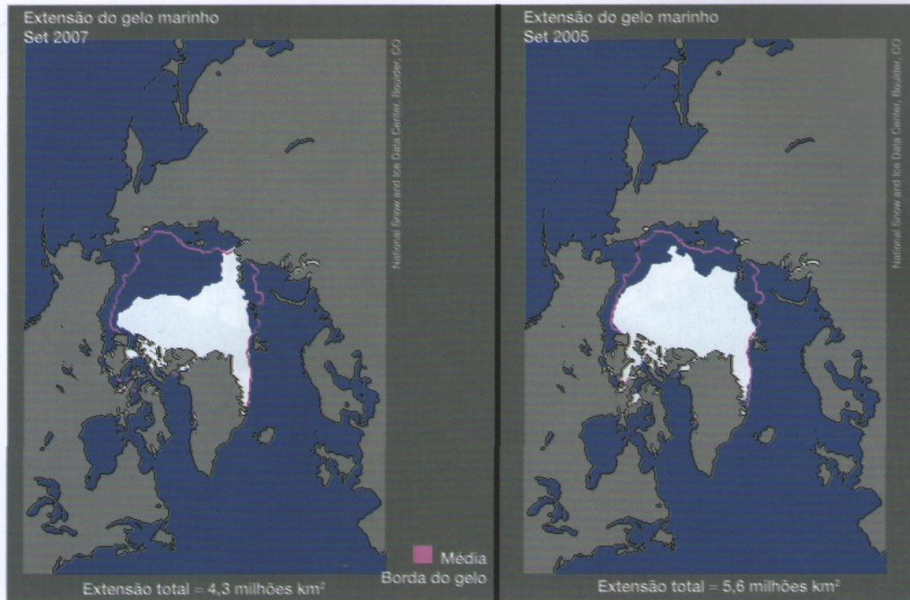 Extensão do gelo marinho
Set 2007
National Snow and Ice Data Center, Boulder, CO
Média
Borda do gelo
Extensão total = 4,3 milhões km²
Extensão do gelo marinho
Set 2005
National Snow and Ice Data Center, Boulder, CO
Extensão total = 5,6 milhões km²